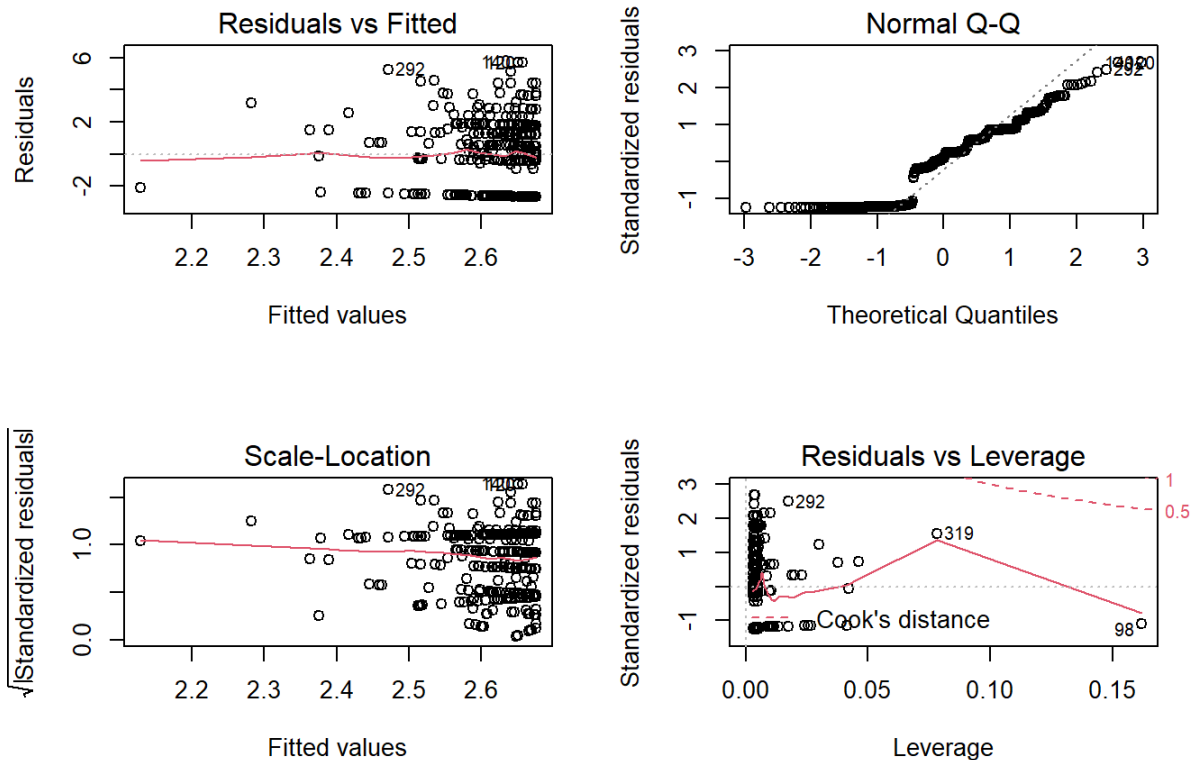 Residuals vs Fitted
Residuals
6
2
-2
292
2.2 2.3 2.4 2.5 2.6
Fitted values
Normal Q-Q
Standardized residuals
3
2
1
-1
292
-3 -2 -1 0 1 2 3
Theoretical Quantiles
Scale-Location
√|Standardized residuals|
1.0
0.0
292
2.2 2.3 2.4 2.5 2.6
Fitted values
Residuals vs Leverage
Standardized residuals
3
2
1
-1
292
319
98
1
0.5
Cook's distance
0.00 0.05 0.10 0.15
Leverage